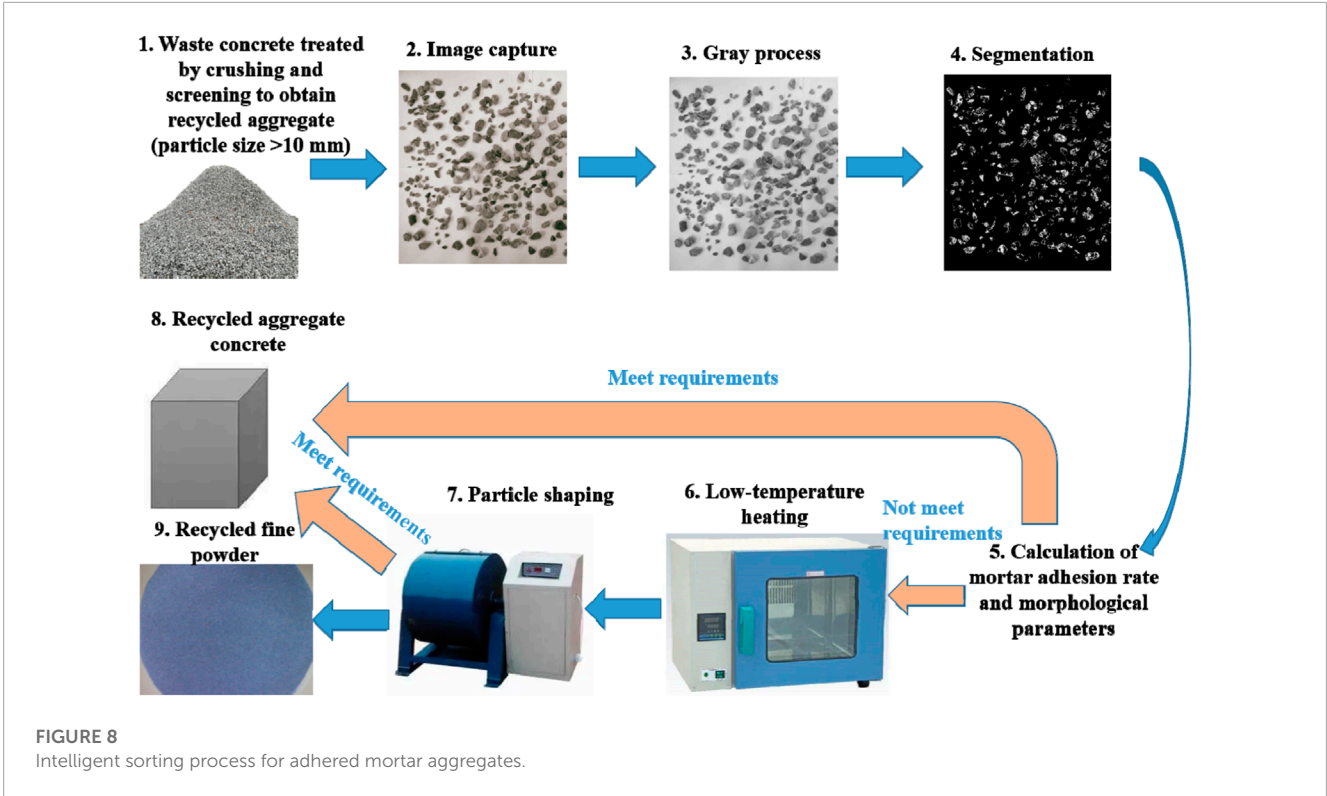 1. Waste concrete treated
by crushing and
screening to obtain
recycled aggregate
(particle size >10 mm)
2. Image capture
3. Gray process
4. Segmentation
8. Recycled aggregate
concrete
Meet requirements
Meet requirements
7. Particle shaping
6. Low-temperature
heating
Not meet
requirements
5. Calculation of
mortar adhesion rate
and morphological
parameters
9. Recycled fine
powder
FIGURE 8
Intelligent sorting process for adhered mortar aggregates.